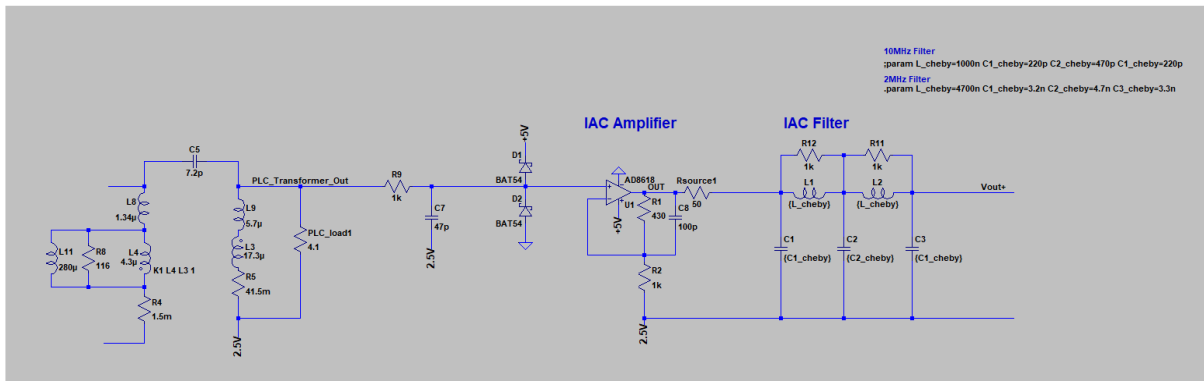 10MHz Filter
;param L_cheby=1000n C1_cheby=220p C2_cheby=470p C1_cheby=220p
2MHz Filter
.param L_cheby=4700n C1_cheby=3.2n C2_cheby=4.7n C3_cheby=3.3n
IAC Amplifier
IAC Filter
C5
7.2p
PLC_Transformer_Out
L8
1.34µ
L11
280µ
R8
116
L4
4.3µ
K1 L4 L3 1
R4
1.5m
L9
5.7µ
L3
17.3µ
R5
41.5m
2.5V
PLC_load1
4.1
R9
1k
C7
47p
2.5V
+5V
D1
BAT54
D2
BAT54
AD8618
OUT
U1
+5V
R1
430
C8
100p
R2
1k
2.5V
Rsource1
50
R12
1k
R11
1k
L1
{L_cheby}
L2
{L_cheby}
Vout+
C1
{C1_cheby}
C2
{C2_cheby}
C3
{C1_cheby}